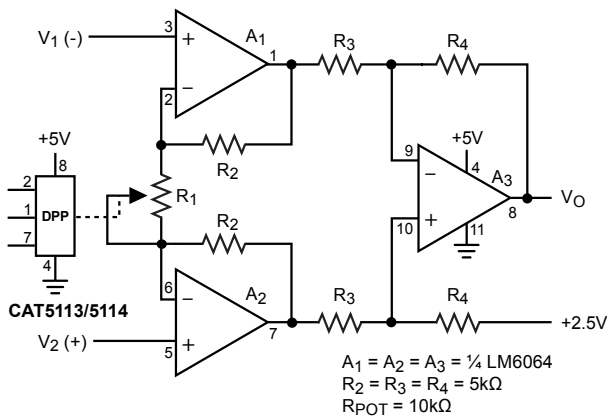 V1 (-)
3
+
A1
1
R3
R4
2
−
+5V
8
R2
2
1
7
DPP
R1
4
CAT5113/5114
9
−
+5V
4
A3
8
VO
10
+
11
R2
6
−
A2
7
V2 (+)
5
+
R3
R4
+2.5V
A1 = A2 = A3 = ¼ LM6064
R2 = R3 = R4 = 5kΩ
RPOT = 10kΩ